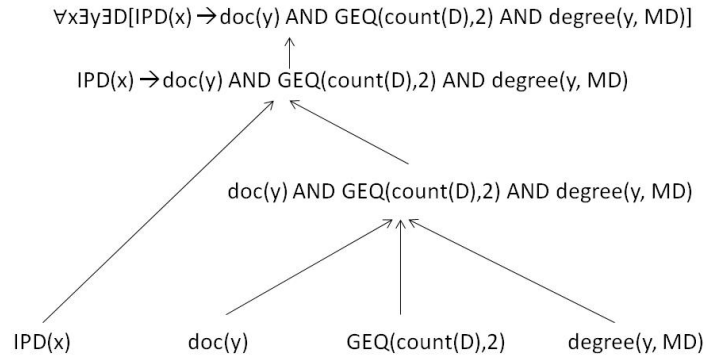 ∀x∃y∃D[IPD(x)→doc(y) AND GEQ(count(D),2) AND degree(y, MD)]
IPD(x)→doc(y) AND GEQ(count(D),2) AND degree(y, MD)
doc(y) AND GEQ(count(D),2) AND degree(y, MD)
IPD(x) doc(y) GEQ(count(D),2) degree(y, MD)